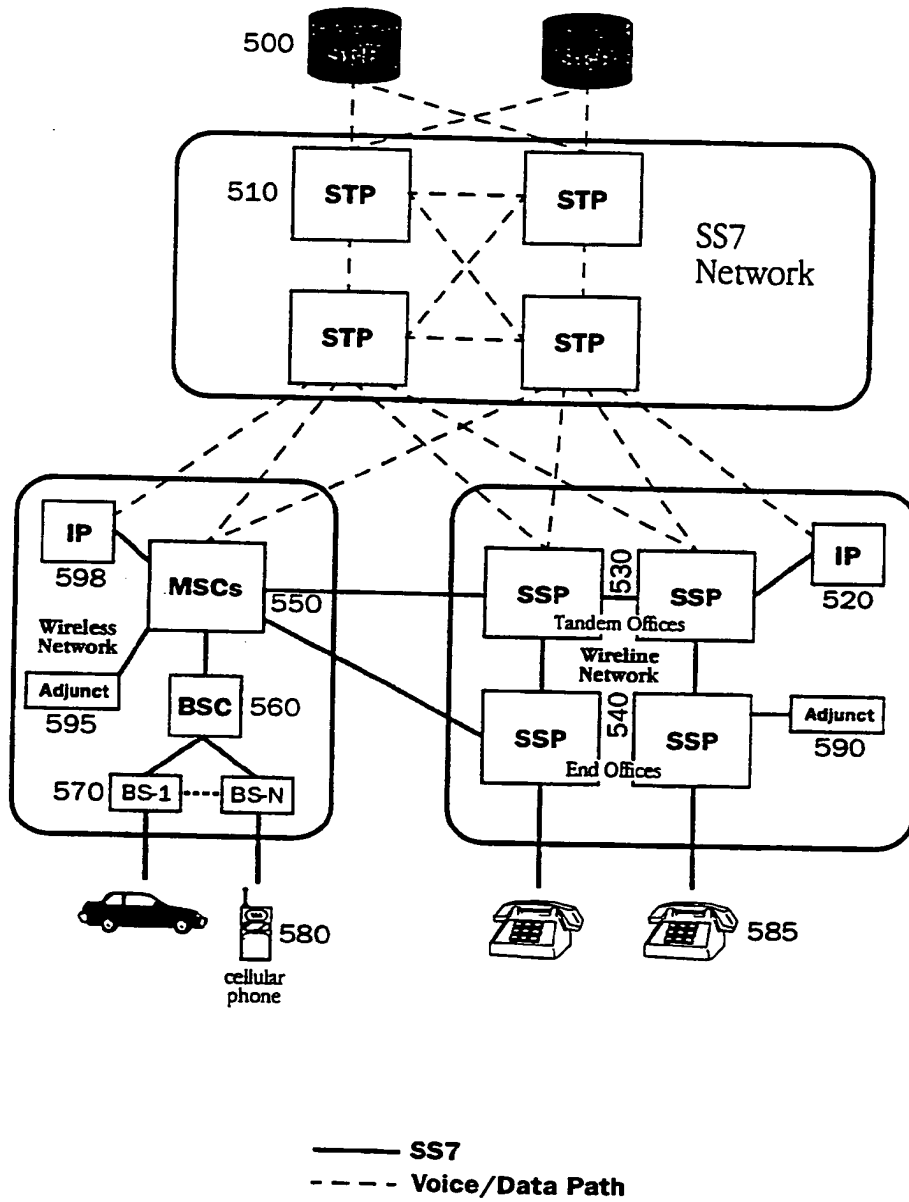 500
510
STP
STP
SS7
Network
STP
STP
IP
598
MSCs
550
Wireless
Network
Adjunct
595
BSC
560
570
BS-1
BS-N
580
cellular
phone
SSP
530
SSP
IP
520
Tandem Offices
Wireline
Network
SSP
540
SSP
Adjunct
590
End Offices
585
SS7
Voice/Data Path